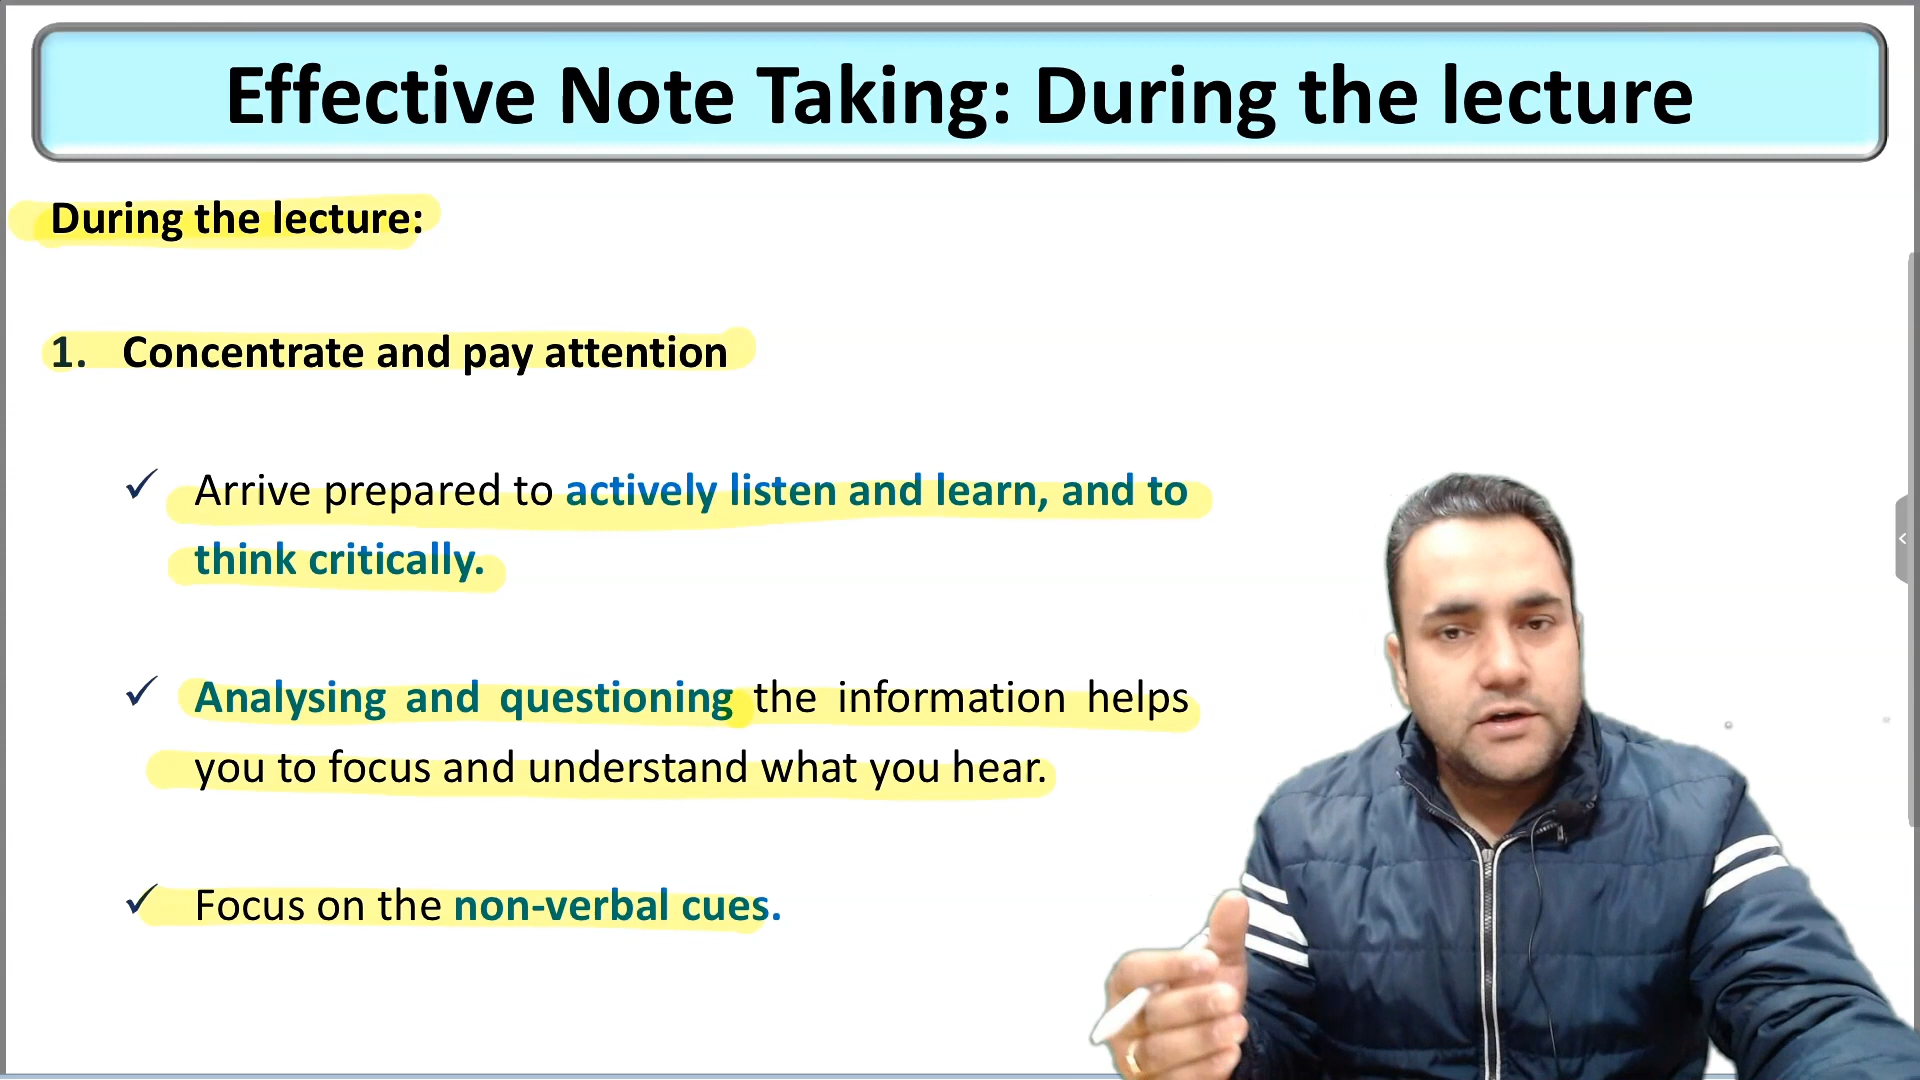 Effective Note Taking: During the lecture
During the lecture:
1. Concentrate and pay attention
✓ Arrive prepared to actively listen and learn, and to
think critically.
✓ Analysing and questioning the information helps
you to focus and understand what you hear.
✓ Focus on the non-verbal cues.